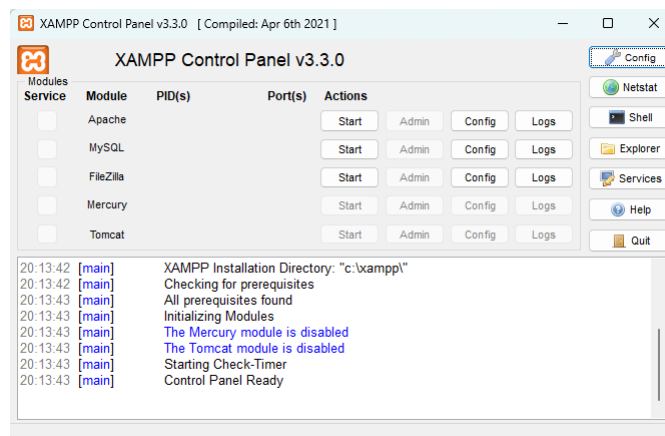 XAMPP Control Panel v3.3.0 [ Compiled: Apr 6th 2021 ]
XAMPP Control Panel v3.3.0
Config
Modules
Service Module PID(s) Port(s) Actions
Netstat
Apache Start Admin Config Logs
Shell
MySQL Start Admin Config Logs
Explorer
FileZilla Start Admin Config Logs
Services
Mercury Start Admin Config Logs
Help
Tomcat Start Admin Config Logs
Quit
20:13:42 [main] XAMPP Installation Directory: "c:\xampp\"
20:13:42 [main] Checking for prerequisites
20:13:43 [main] All prerequisites found
20:13:43 [main] Initializing Modules
20:13:43 [main] The Mercury module is disabled
20:13:43 [main] The Tomcat module is disabled
20:13:43 [main] Starting Check-Timer
20:13:43 [main] Control Panel Ready